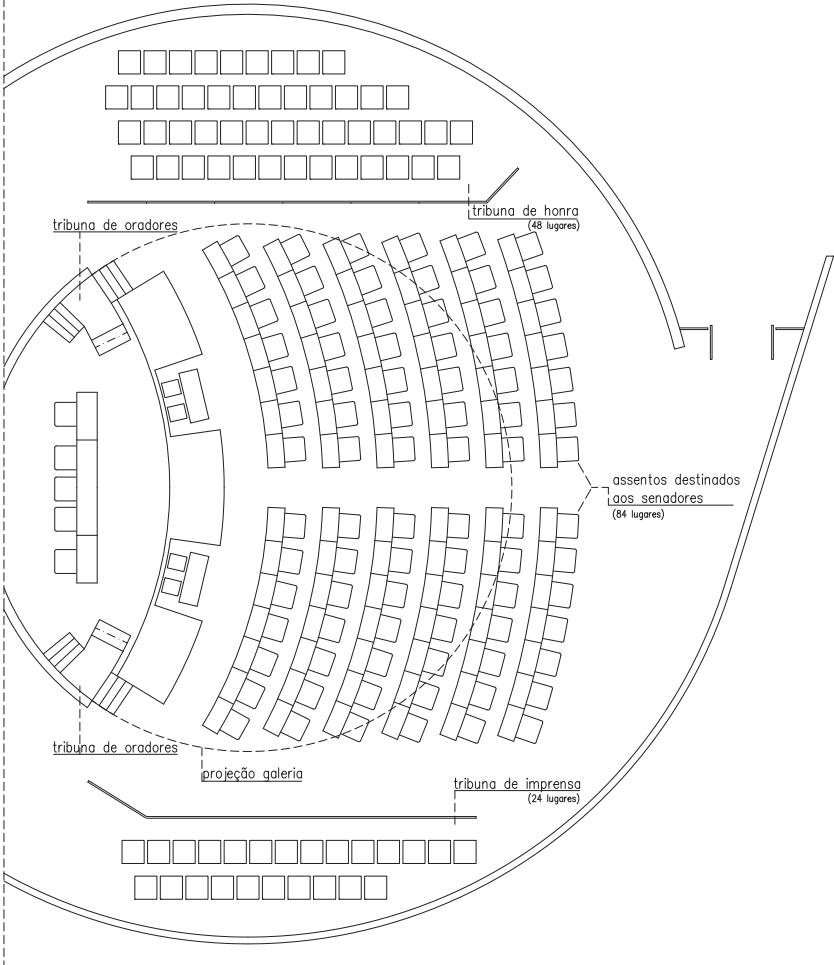 tribuna de honra
(48 lugares)
tribuna de oradores
assentos destinados
aos senadores
(84 lugares)
tribuna de oradores
projeção galeria
tribuna de imprensa
(24 lugares)